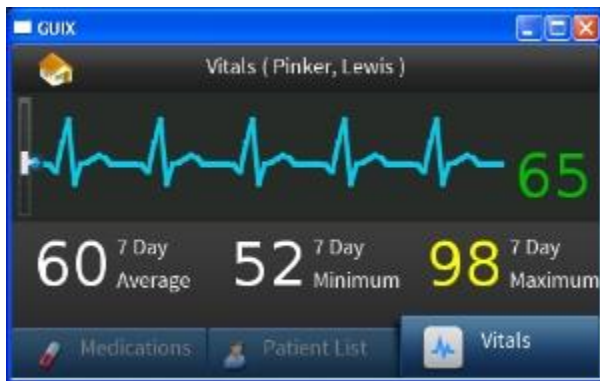 GUIX
Vitals ( Pinker, Lewis )
65
60 7 Day Average
52 7 Day Minimum
98 7 Day Maximum
Medications
Patient List
Vitals